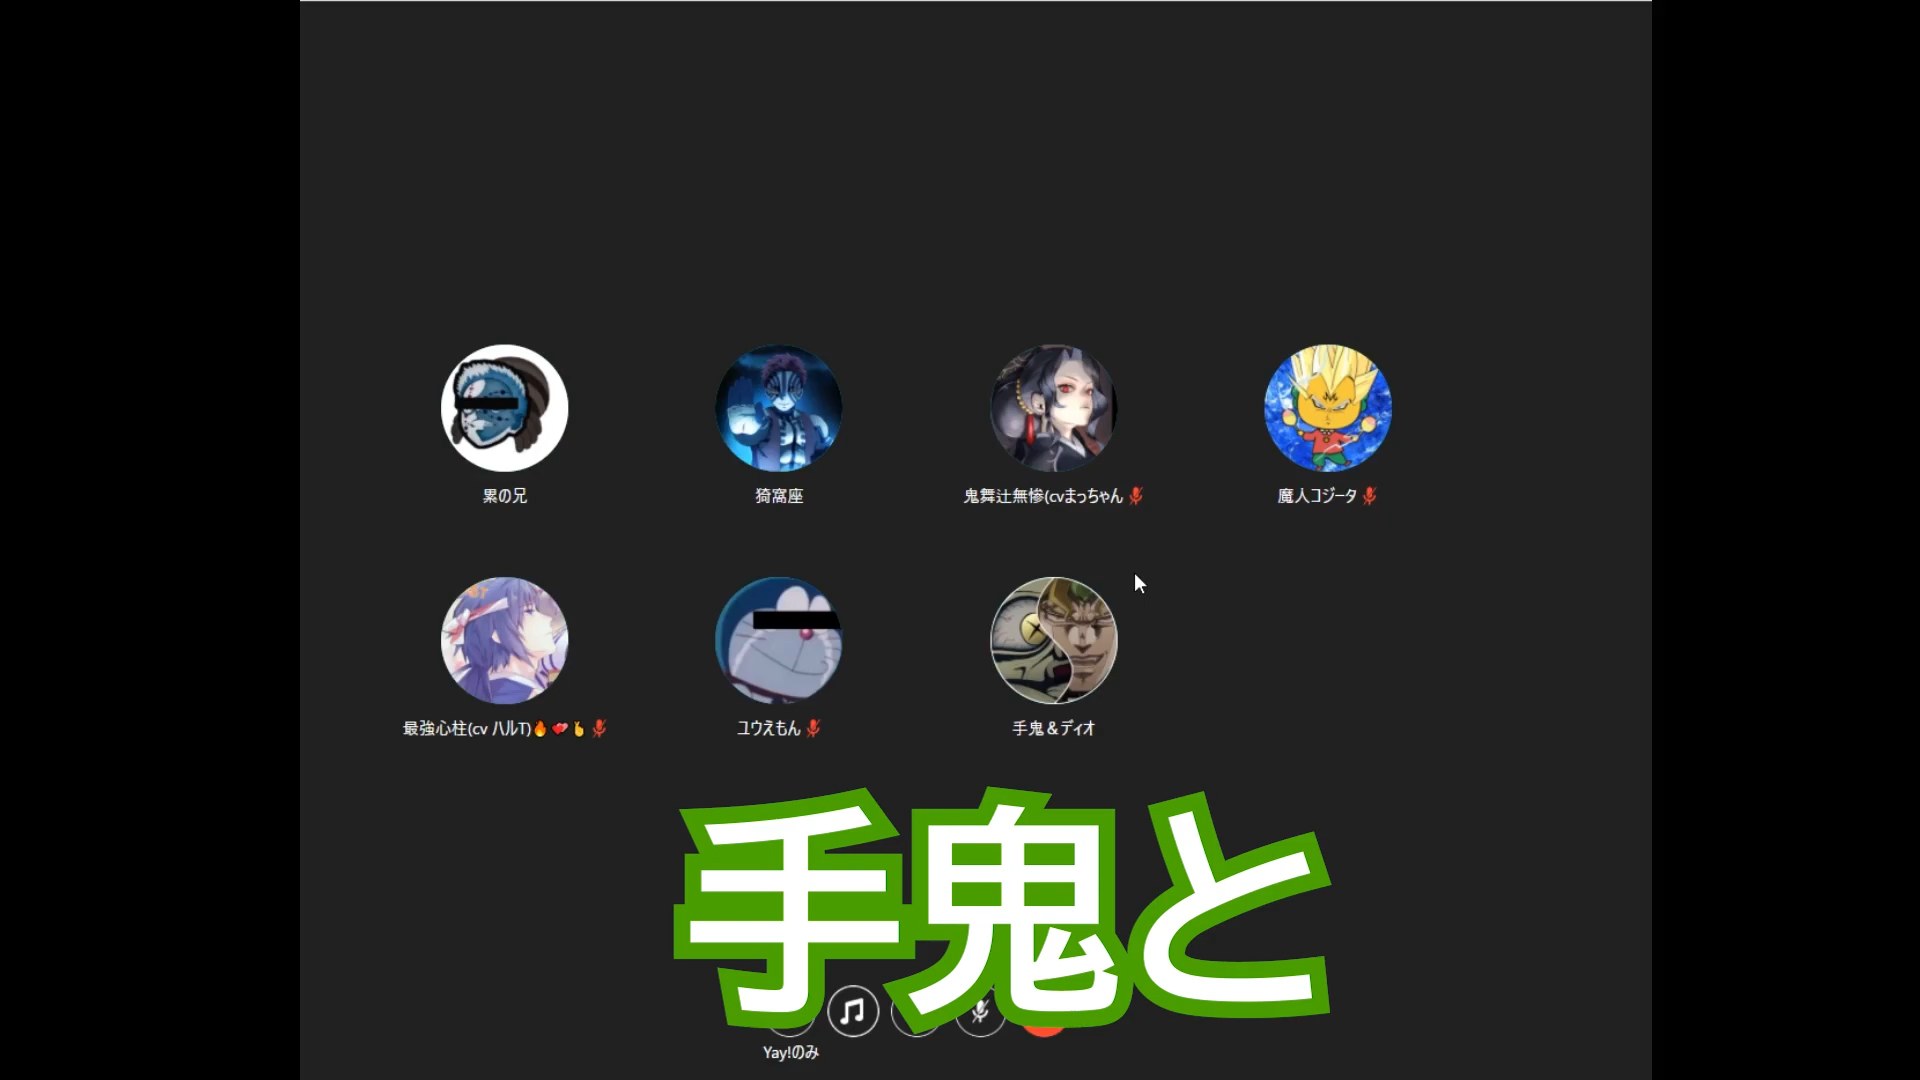 累の兄
猗窩座
鬼舞辻無惨(cvまっちゃん
魔人コジータ
最強心柱(cv ハルT)🔥💕🫰
ユウえもん
手鬼＆ディオ
手鬼と
Yay!のみ